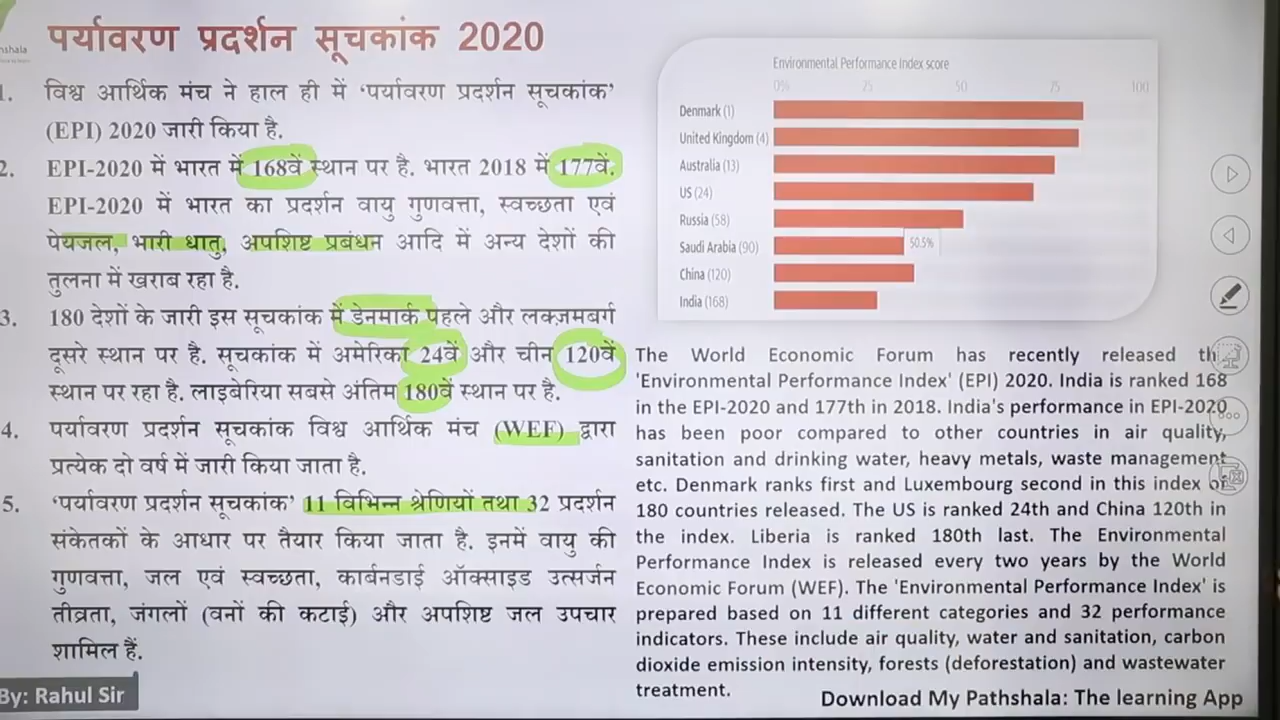 पर्यावरण प्रदर्शन सूचकांक 2020
1. विश्व आर्थिक मंच ने हाल ही में ‘पर्यावरण प्रदर्शन सूचकांक’
(EPI) 2020 जारी किया है.
2. EPI-2020 में भारत में 168वें स्थान पर है. भारत 2018 में 177वें.
EPI-2020 में भारत का प्रदर्शन वायु गुणवत्ता, स्वच्छता एवं
पेयजल, भारी धातु, अपशिष्ट प्रबंधन आदि में अन्य देशों की
तुलना में खराब रहा है.
3. 180 देशों के जारी इस सूचकांक में डेनमार्क पहले और लक्ज़मबर्ग
दूसरे स्थान पर है. सूचकांक में अमेरिका 24वें और चीन 120वें
स्थान पर रहा है. लाइबेरिया सबसे अंतिम 180वें स्थान पर है.
4. पर्यावरण प्रदर्शन सूचकांक विश्व आर्थिक मंच (WEF) द्वारा
प्रत्येक दो वर्ष में जारी किया जाता है.
5. ‘पर्यावरण प्रदर्शन सूचकांक’ 11 विभिन्न श्रेणियों तथा 32 प्रदर्शन
संकेतकों के आधार पर तैयार किया जाता है. इनमें वायु की
गुणवत्ता, जल एवं स्वच्छता, कार्बनडाई ऑक्साइड उत्सर्जन
तीव्रता, जंगलों (वनों की कटाई) और अपशिष्ट जल उपचार
शामिल हैं.
By: Rahul Sir
Environmental Performance Index score
0% 25 50 75 100
Denmark (1)
United Kingdom (4)
Australia (13)
US (24)
Russia (58)
Saudi Arabia (90) 50.5%
China (120)
India (168)
The World Economic Forum has recently released th
'Environmental Performance Index' (EPI) 2020. India is ranked 168
in the EPI-2020 and 177th in 2018. India's performance in EPI-2020
has been poor compared to other countries in air quality,
sanitation and drinking water, heavy metals, waste management
etc. Denmark ranks first and Luxembourg second in this index of
180 countries released. The US is ranked 24th and China 120th in
the index. Liberia is ranked 180th last. The Environmental
Performance Index is released every two years by the World
Economic Forum (WEF). The 'Environmental Performance Index' is
prepared based on 11 different categories and 32 performance
indicators. These include air quality, water and sanitation, carbon
dioxide emission intensity, forests (deforestation) and wastewater
treatment.
Download My Pathshala: The learning App